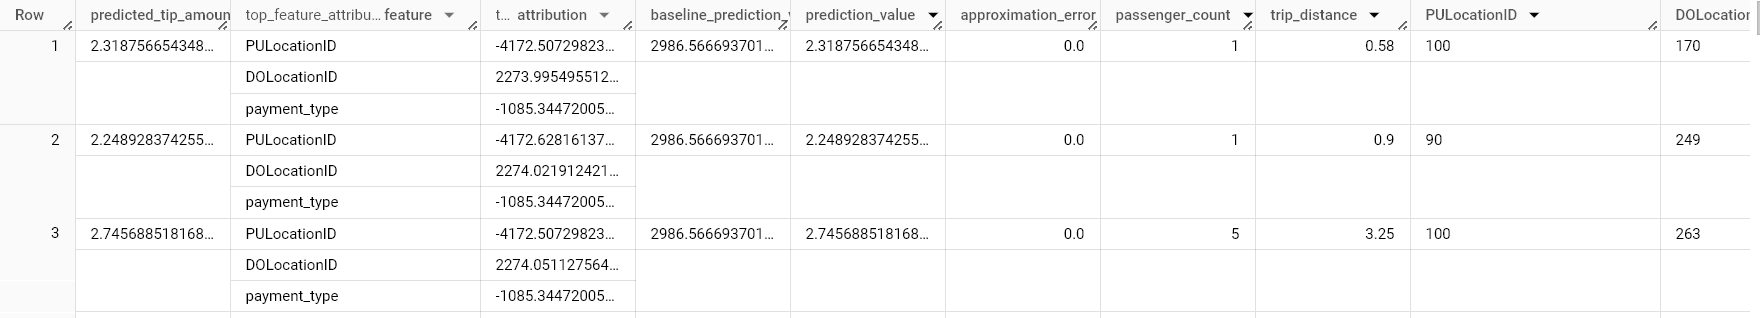 Row predicted_tip_amoun top_feature_attribu... feature t... attribution baseline_prediction_ prediction_value approximation_error passenger_count trip_distance PULocationID DOLocation
1 2.318756654348... PULocationID -4172.50729823... 2986.566693701... 2.318756654348... 0.0 1 0.58 100 170
DOLocationID 2273.995495512...
payment_type -1085.34472005...
2 2.248928374255... PULocationID -4172.62816137... 2986.566693701... 2.248928374255... 0.0 1 0.9 90 249
DOLocationID 2274.021912421...
payment_type -1085.34472005...
3 2.745688518168... PULocationID -4172.50729823... 2986.566693701... 2.745688518168... 0.0 5 3.25 100 263
DOLocationID 2274.051127564...
payment_type -1085.34472005...